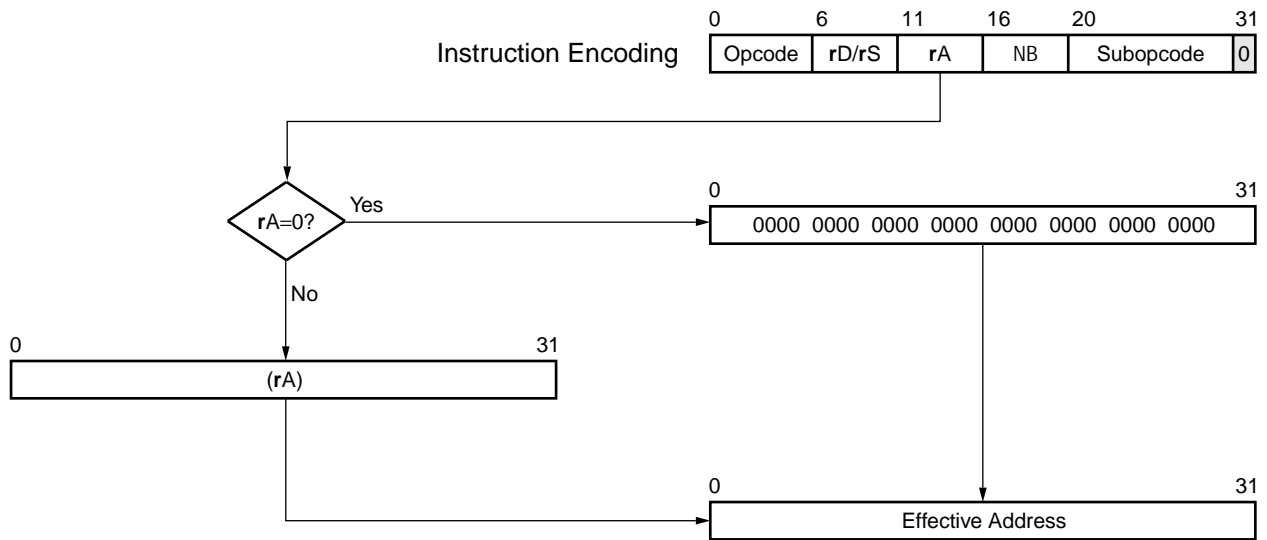 0 6 11 16 20 31
Instruction Encoding Opcode rD/rS rA NB Subopcode 0
rA=0? Yes
0 31
0000 0000 0000 0000 0000 0000 0000 0000
No
0 31
(rA)
0 31
Effective Address